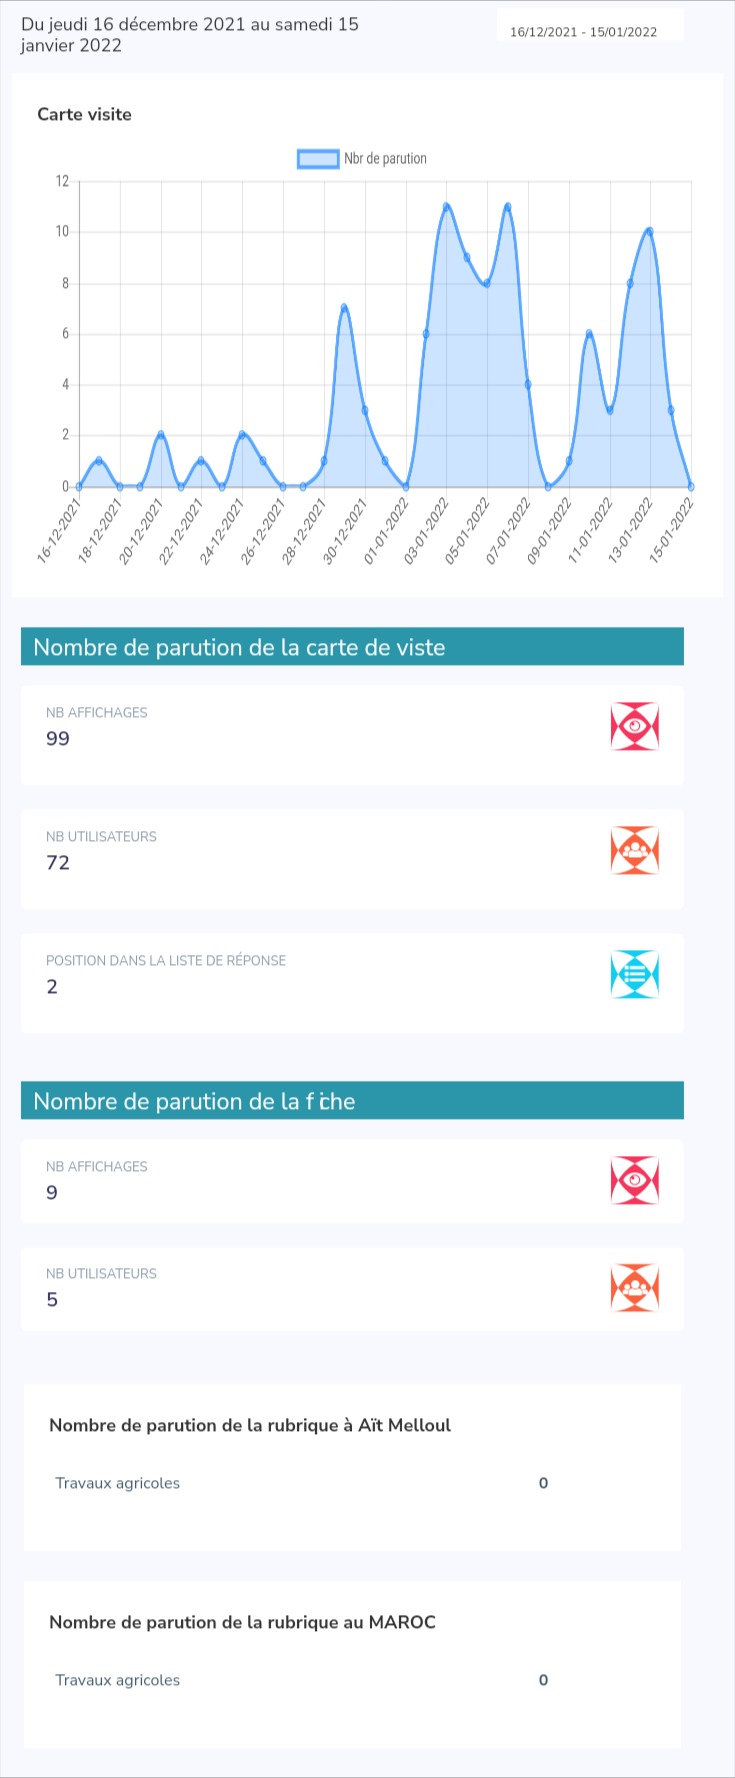 Du jeudi 16 décembre 2021 au samedi 15
janvier 2022
16/12/2021 - 15/01/2022
Carte visite
Nbr de parution
12
10
8
6
4
2
0
16-12-2021
18-12-2021
20-12-2021
22-12-2021
24-12-2021
26-12-2021
28-12-2021
30-12-2021
01-01-2022
03-01-2022
05-01-2022
07-01-2022
09-01-2022
11-01-2022
13-01-2022
15-01-2022
Nombre de parution de la carte de viste
NB AFFICHAGES
99
NB UTILISATEURS
72
POSITION DANS LA LISTE DE RÉPONSE
2
Nombre de parution de la fiche
NB AFFICHAGES
9
NB UTILISATEURS
5
Nombre de parution de la rubrique à Aït Melloul
Travaux agricoles 0
Nombre de parution de la rubrique au MAROC
Travaux agricoles 0